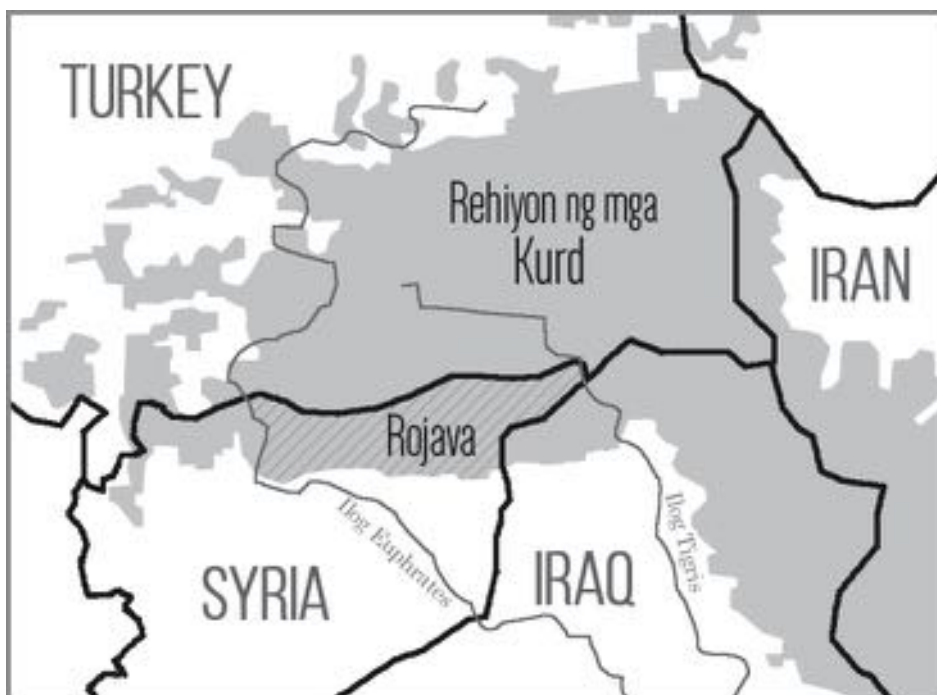 TURKEY
Rehiyon ng mga
Kurd
IRAN
Rojava
Ilog Euphrates
Ilog Tigris
SYRIA
IRAQ